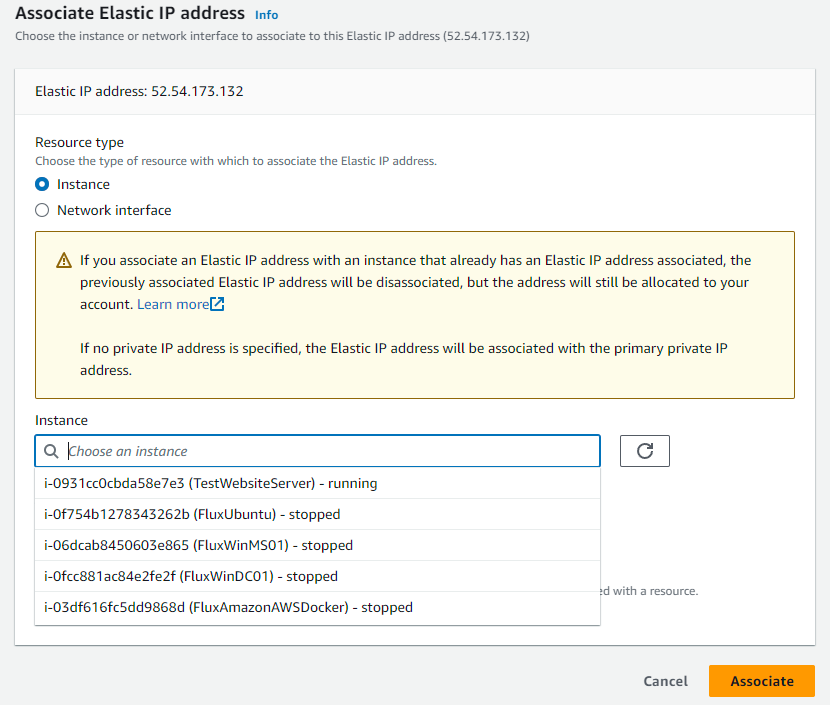 Associate Elastic IP address Info
Choose the instance or network interface to associate to this Elastic IP address (52.54.173.132)
Elastic IP address: 52.54.173.132
Resource type
Choose the type of resource with which to associate the Elastic IP address.
Instance
Network interface
If you associate an Elastic IP address with an instance that already has an Elastic IP address associated, the
previously associated Elastic IP address will be disassociated, but the address will still be allocated to your
account. Learn more
If no private IP address is specified, the Elastic IP address will be associated with the primary private IP
address.
Instance
Choose an instance
i-0931cc0cbda58e7e3 (TestWebsiteServer) - running
i-0f754b1278343262b (FluxUbuntu) - stopped
i-06dcab8450603e865 (FluxWinMS01) - stopped
i-0fcc881ac84e2fe2f (FluxWinDC01) - stopped
ed with a resource.
i-03df616fc5dd9868d (FluxAmazonAWSDocker) - stopped
Cancel
Associate